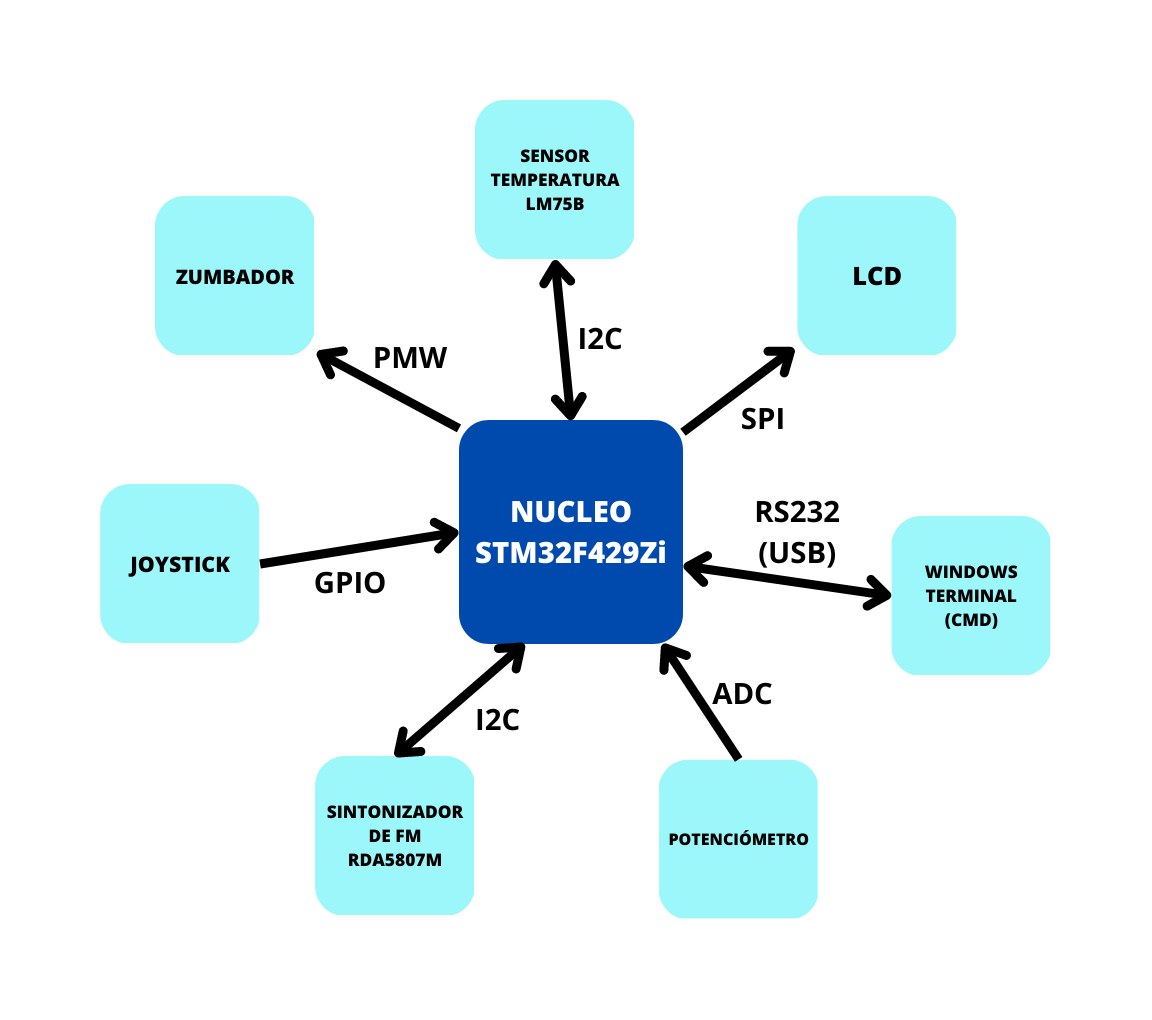 SENSOR
TEMPERATURA
LM75B
ZUMBADOR
LCD
PMW
I2C
SPI
NUCLEO
STM32F429Zi
RS232
(USB)
JOYSTICK
GPIO
WINDOWS
TERMINAL
(CMD)
I2C
ADC
SINTONIZADOR
DE FM
RDA5807M
POTENCIÓMETRO